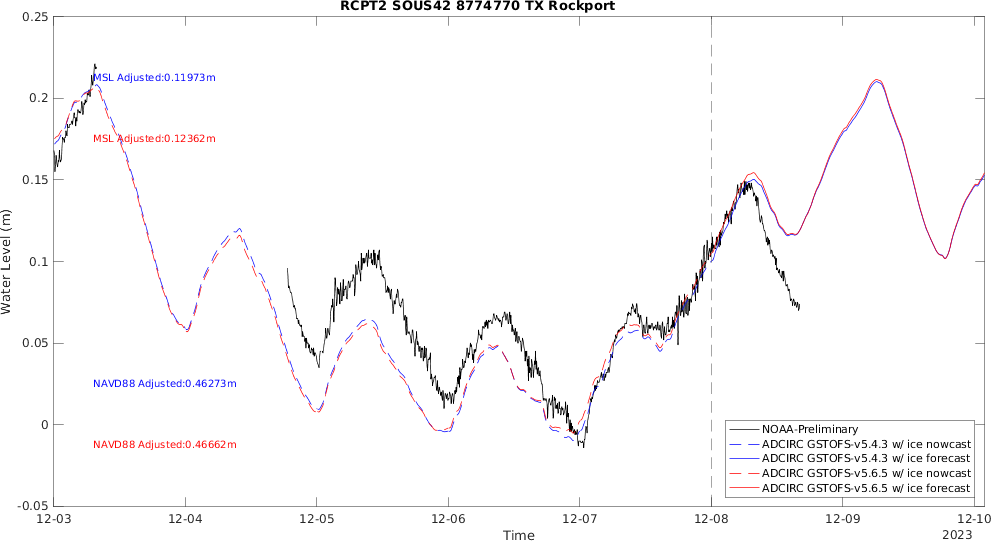 RCPT2 SOUS42 8774770 TX Rockport
0.25
MSL Adjusted:0.11973m
0.2
MSL Adjusted:0.12362m
0.15
Water Level (m)
0.1
0.05
NAVD88 Adjusted:0.46273m
0
NAVD88 Adjusted:0.46662m
NOAA-Preliminary
ADCIRC GSTOFS-v5.4.3 w/ ice nowcast
ADCIRC GSTOFS-v5.4.3 w/ ice forecast
ADCIRC GSTOFS-v5.6.5 w/ ice nowcast
ADCIRC GSTOFS-v5.6.5 w/ ice forecast
-0.05
12-03 12-04 12-05 12-06 12-07 12-08 12-09 12-10
Time
2023